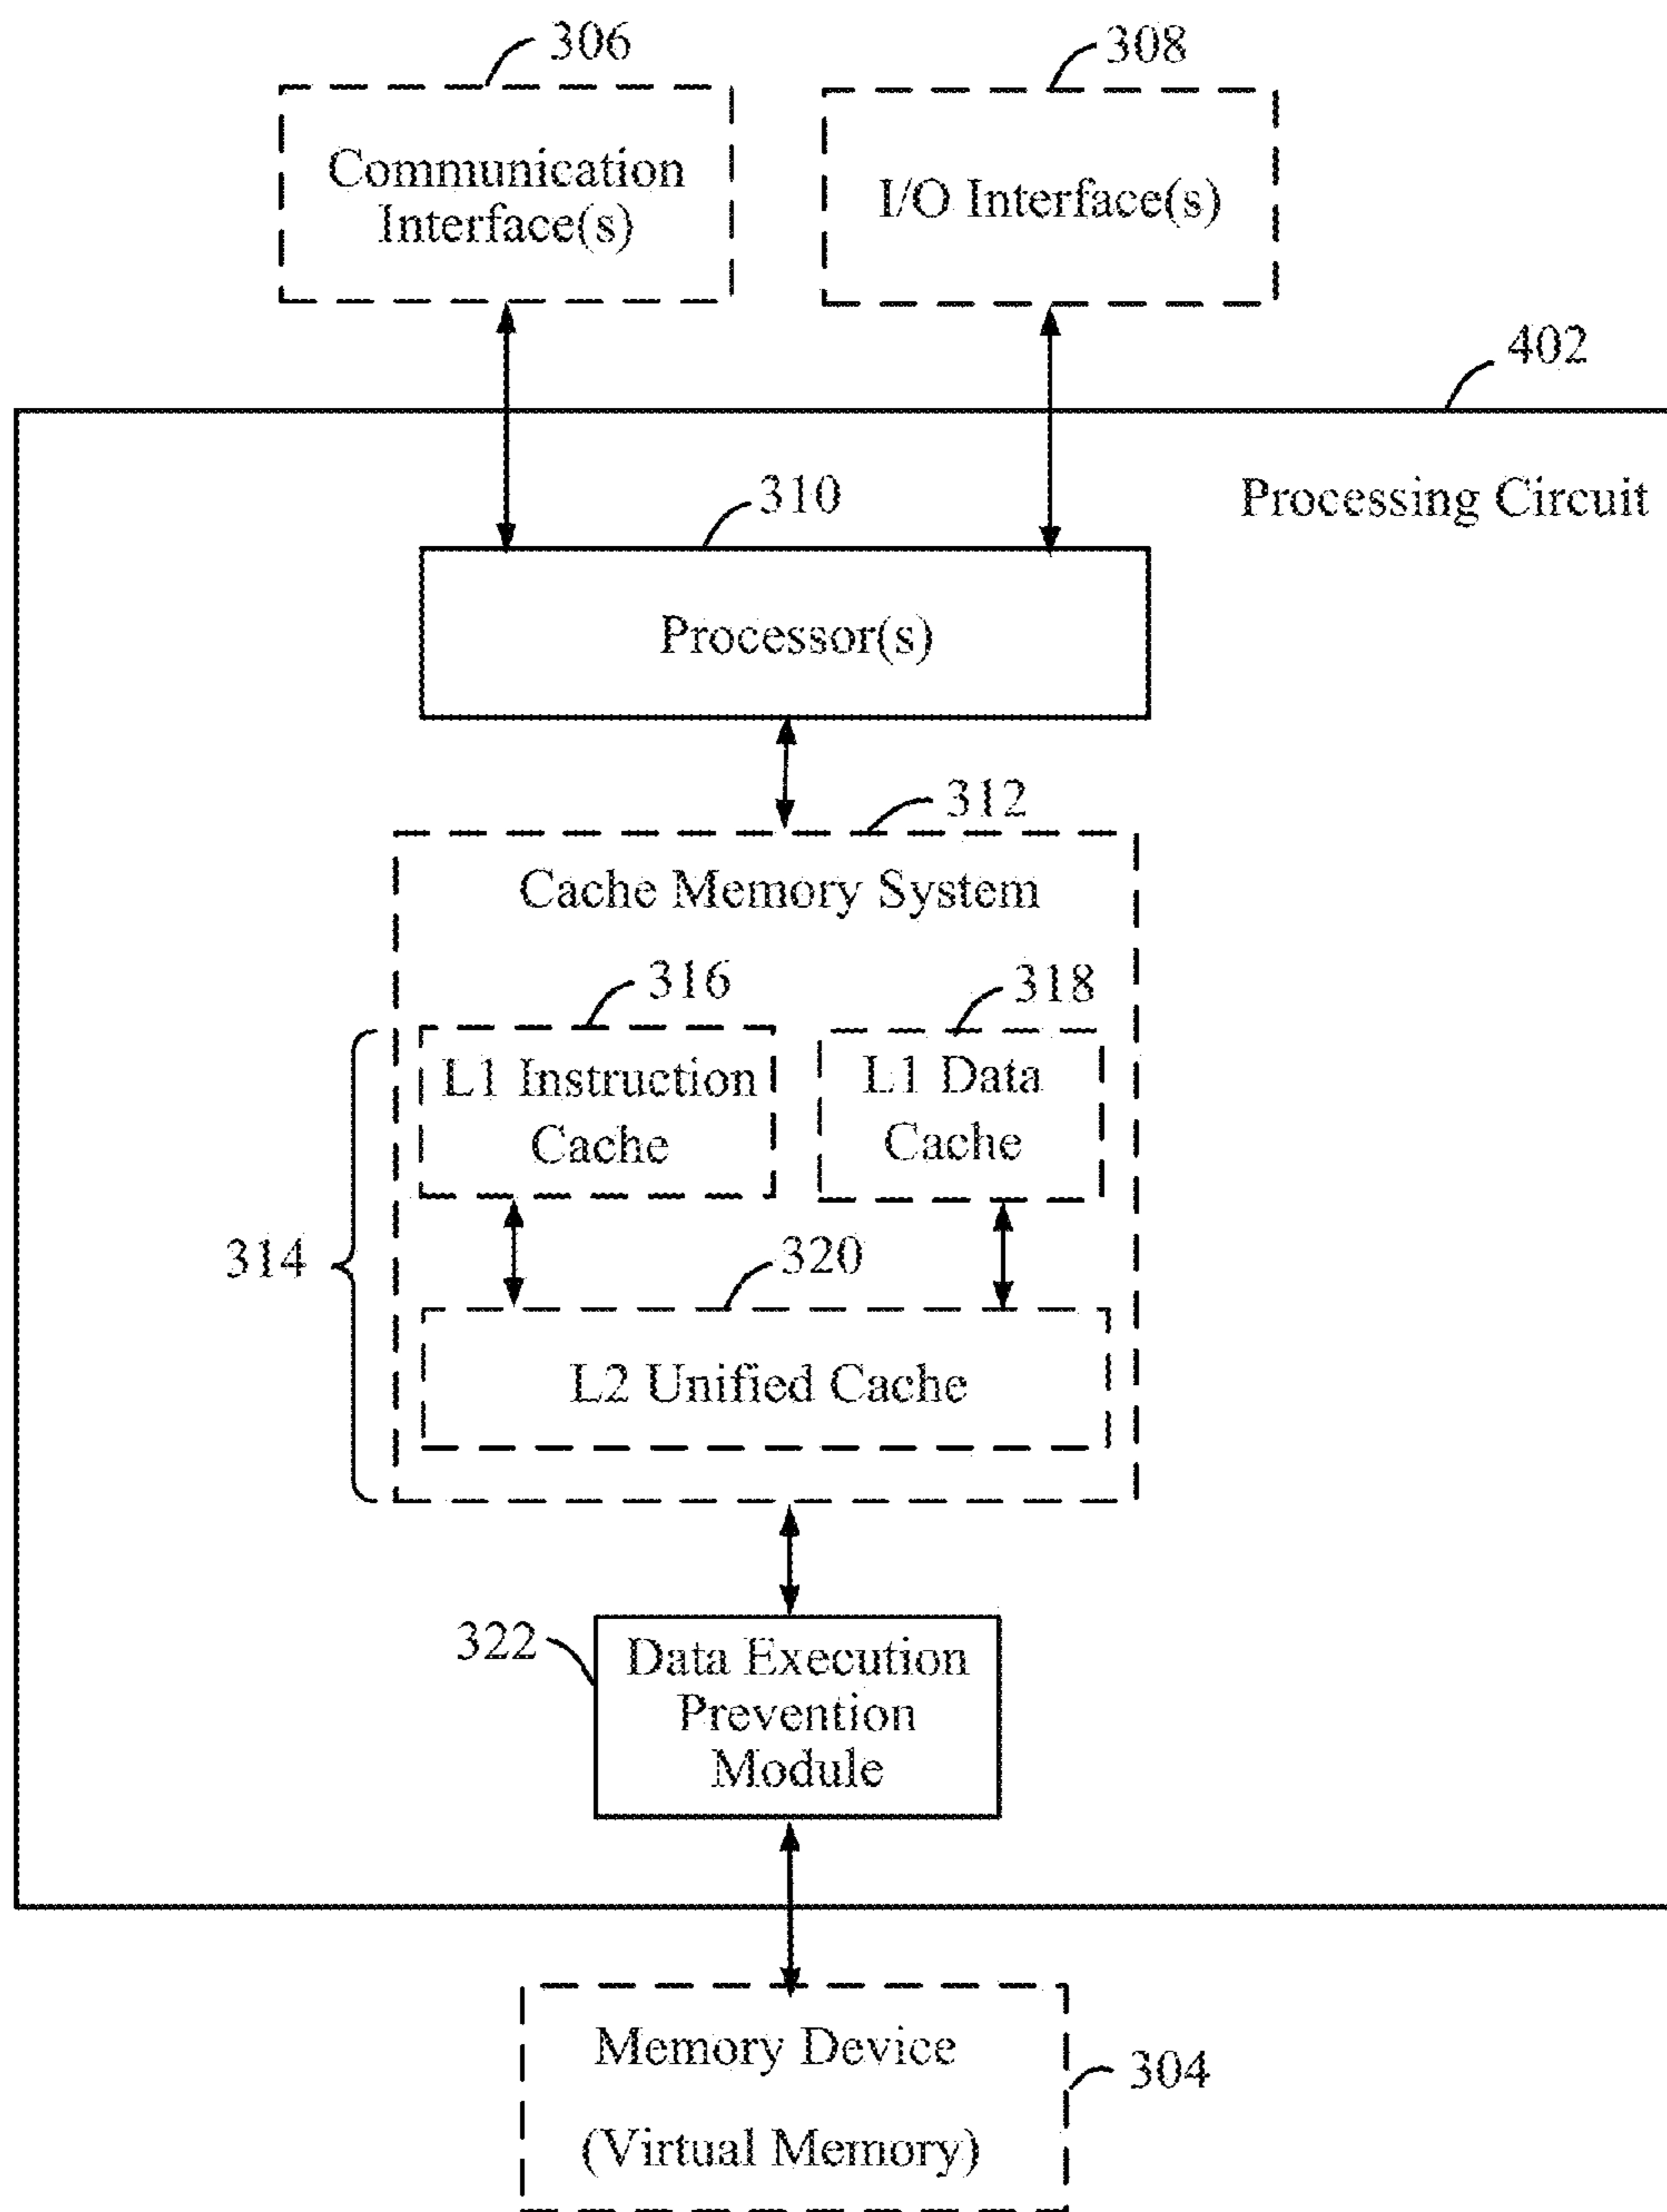 306
308
Communication
Interface(s)
I/O Interface(s)
402
Processing Circuit
310
Processor(s)
312
Cache Memory System
316
318
L1 Instruction
Cache
L1 Data
Cache
314
320
L2 Unified Cache
322
Data Execution
Prevention
Module
Memory Device
(Virtual Memory)
304